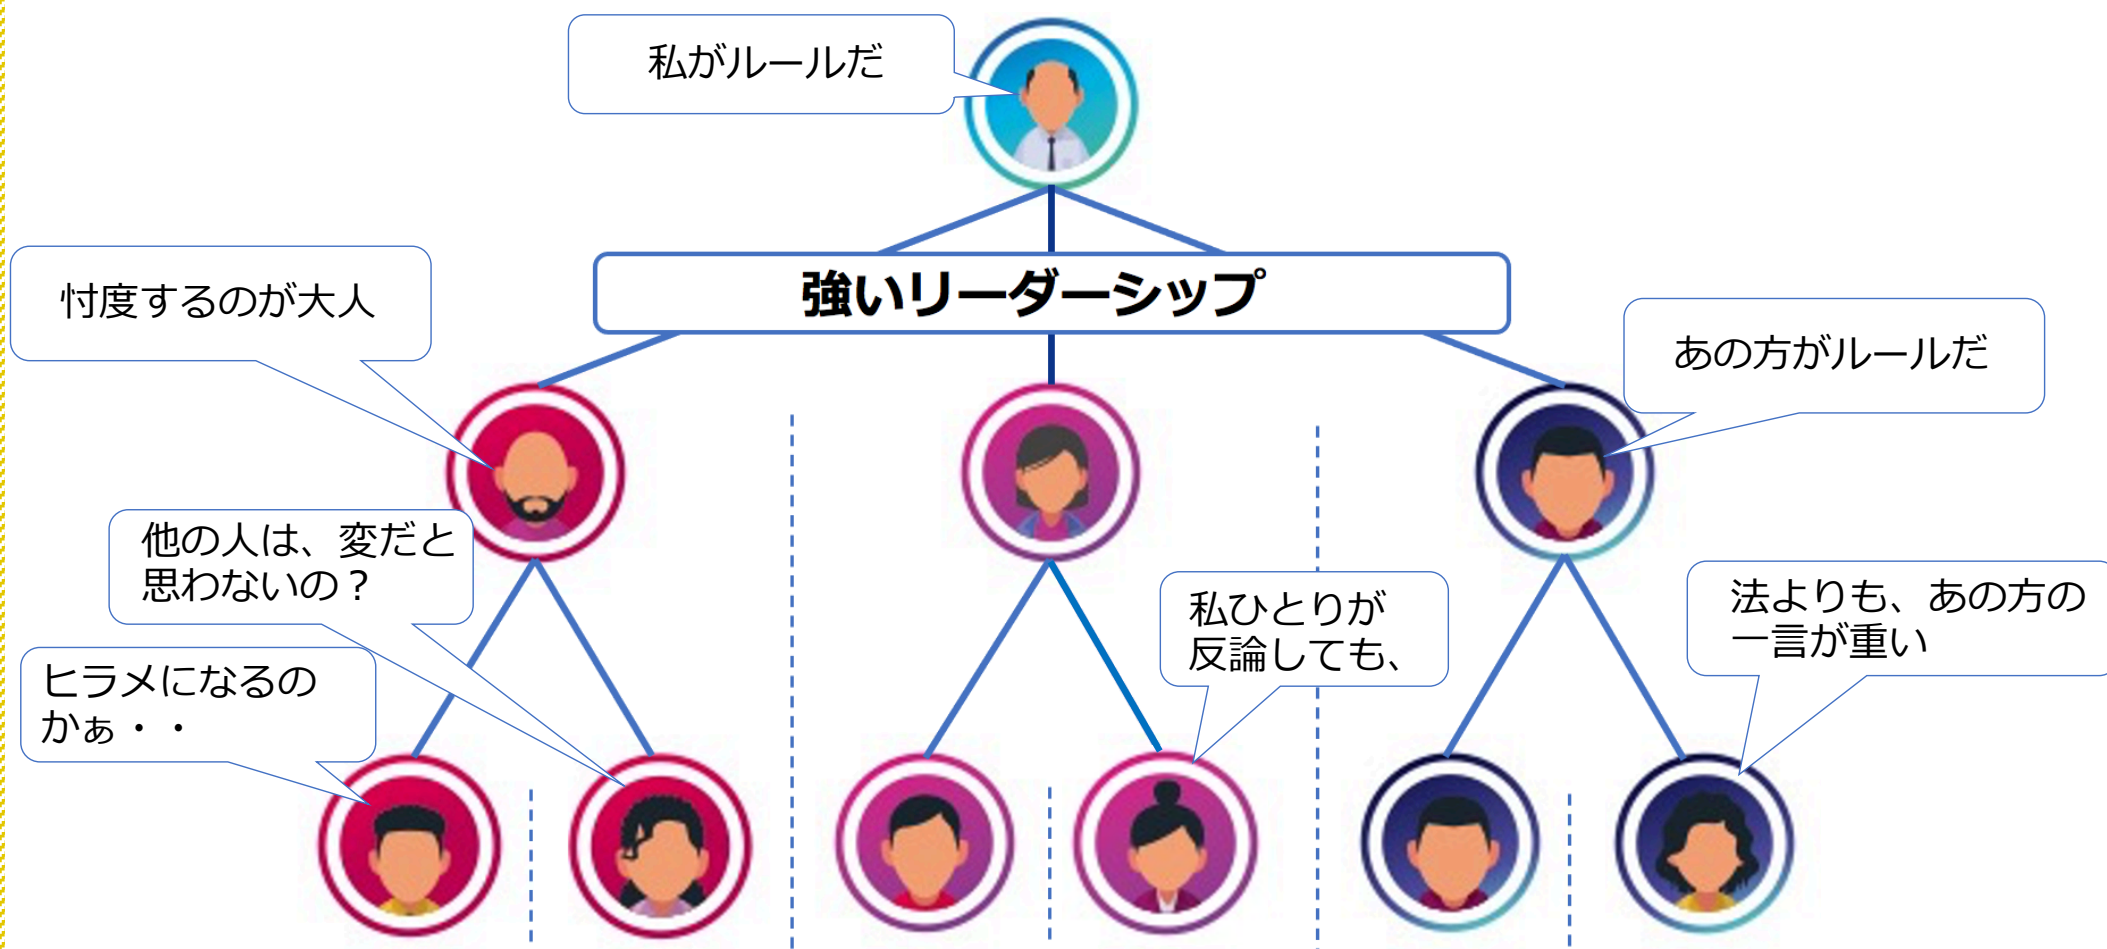 私がルールだ
強いリーダーシップ
忖度するのが大人
あの方がルールだ
他の人は、変だと
思わないの？
私ひとりが
反論しても、
法よりも、あの方の
一言が重い
ヒラメになるの
かぁ・・